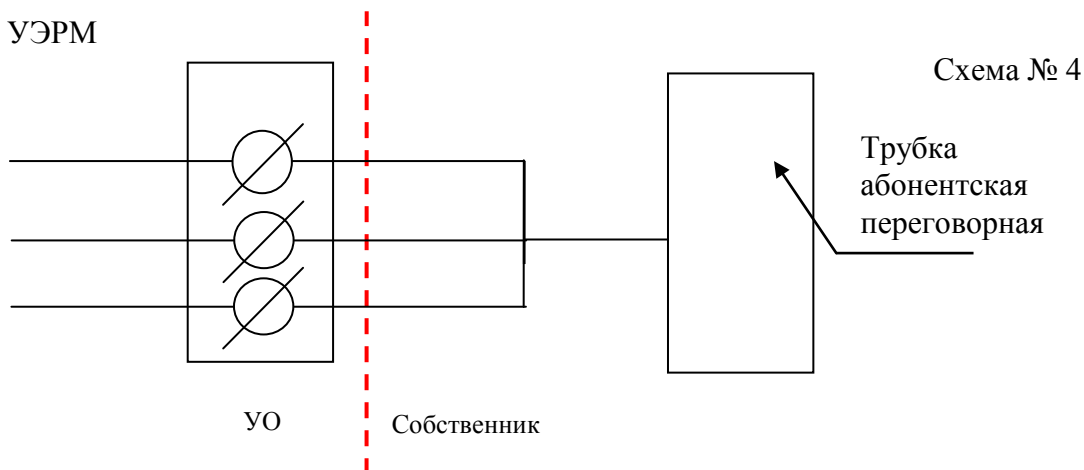 УЭРМ
Схема № 4
Трубка
абонентская
переговорная
УО
Собственник